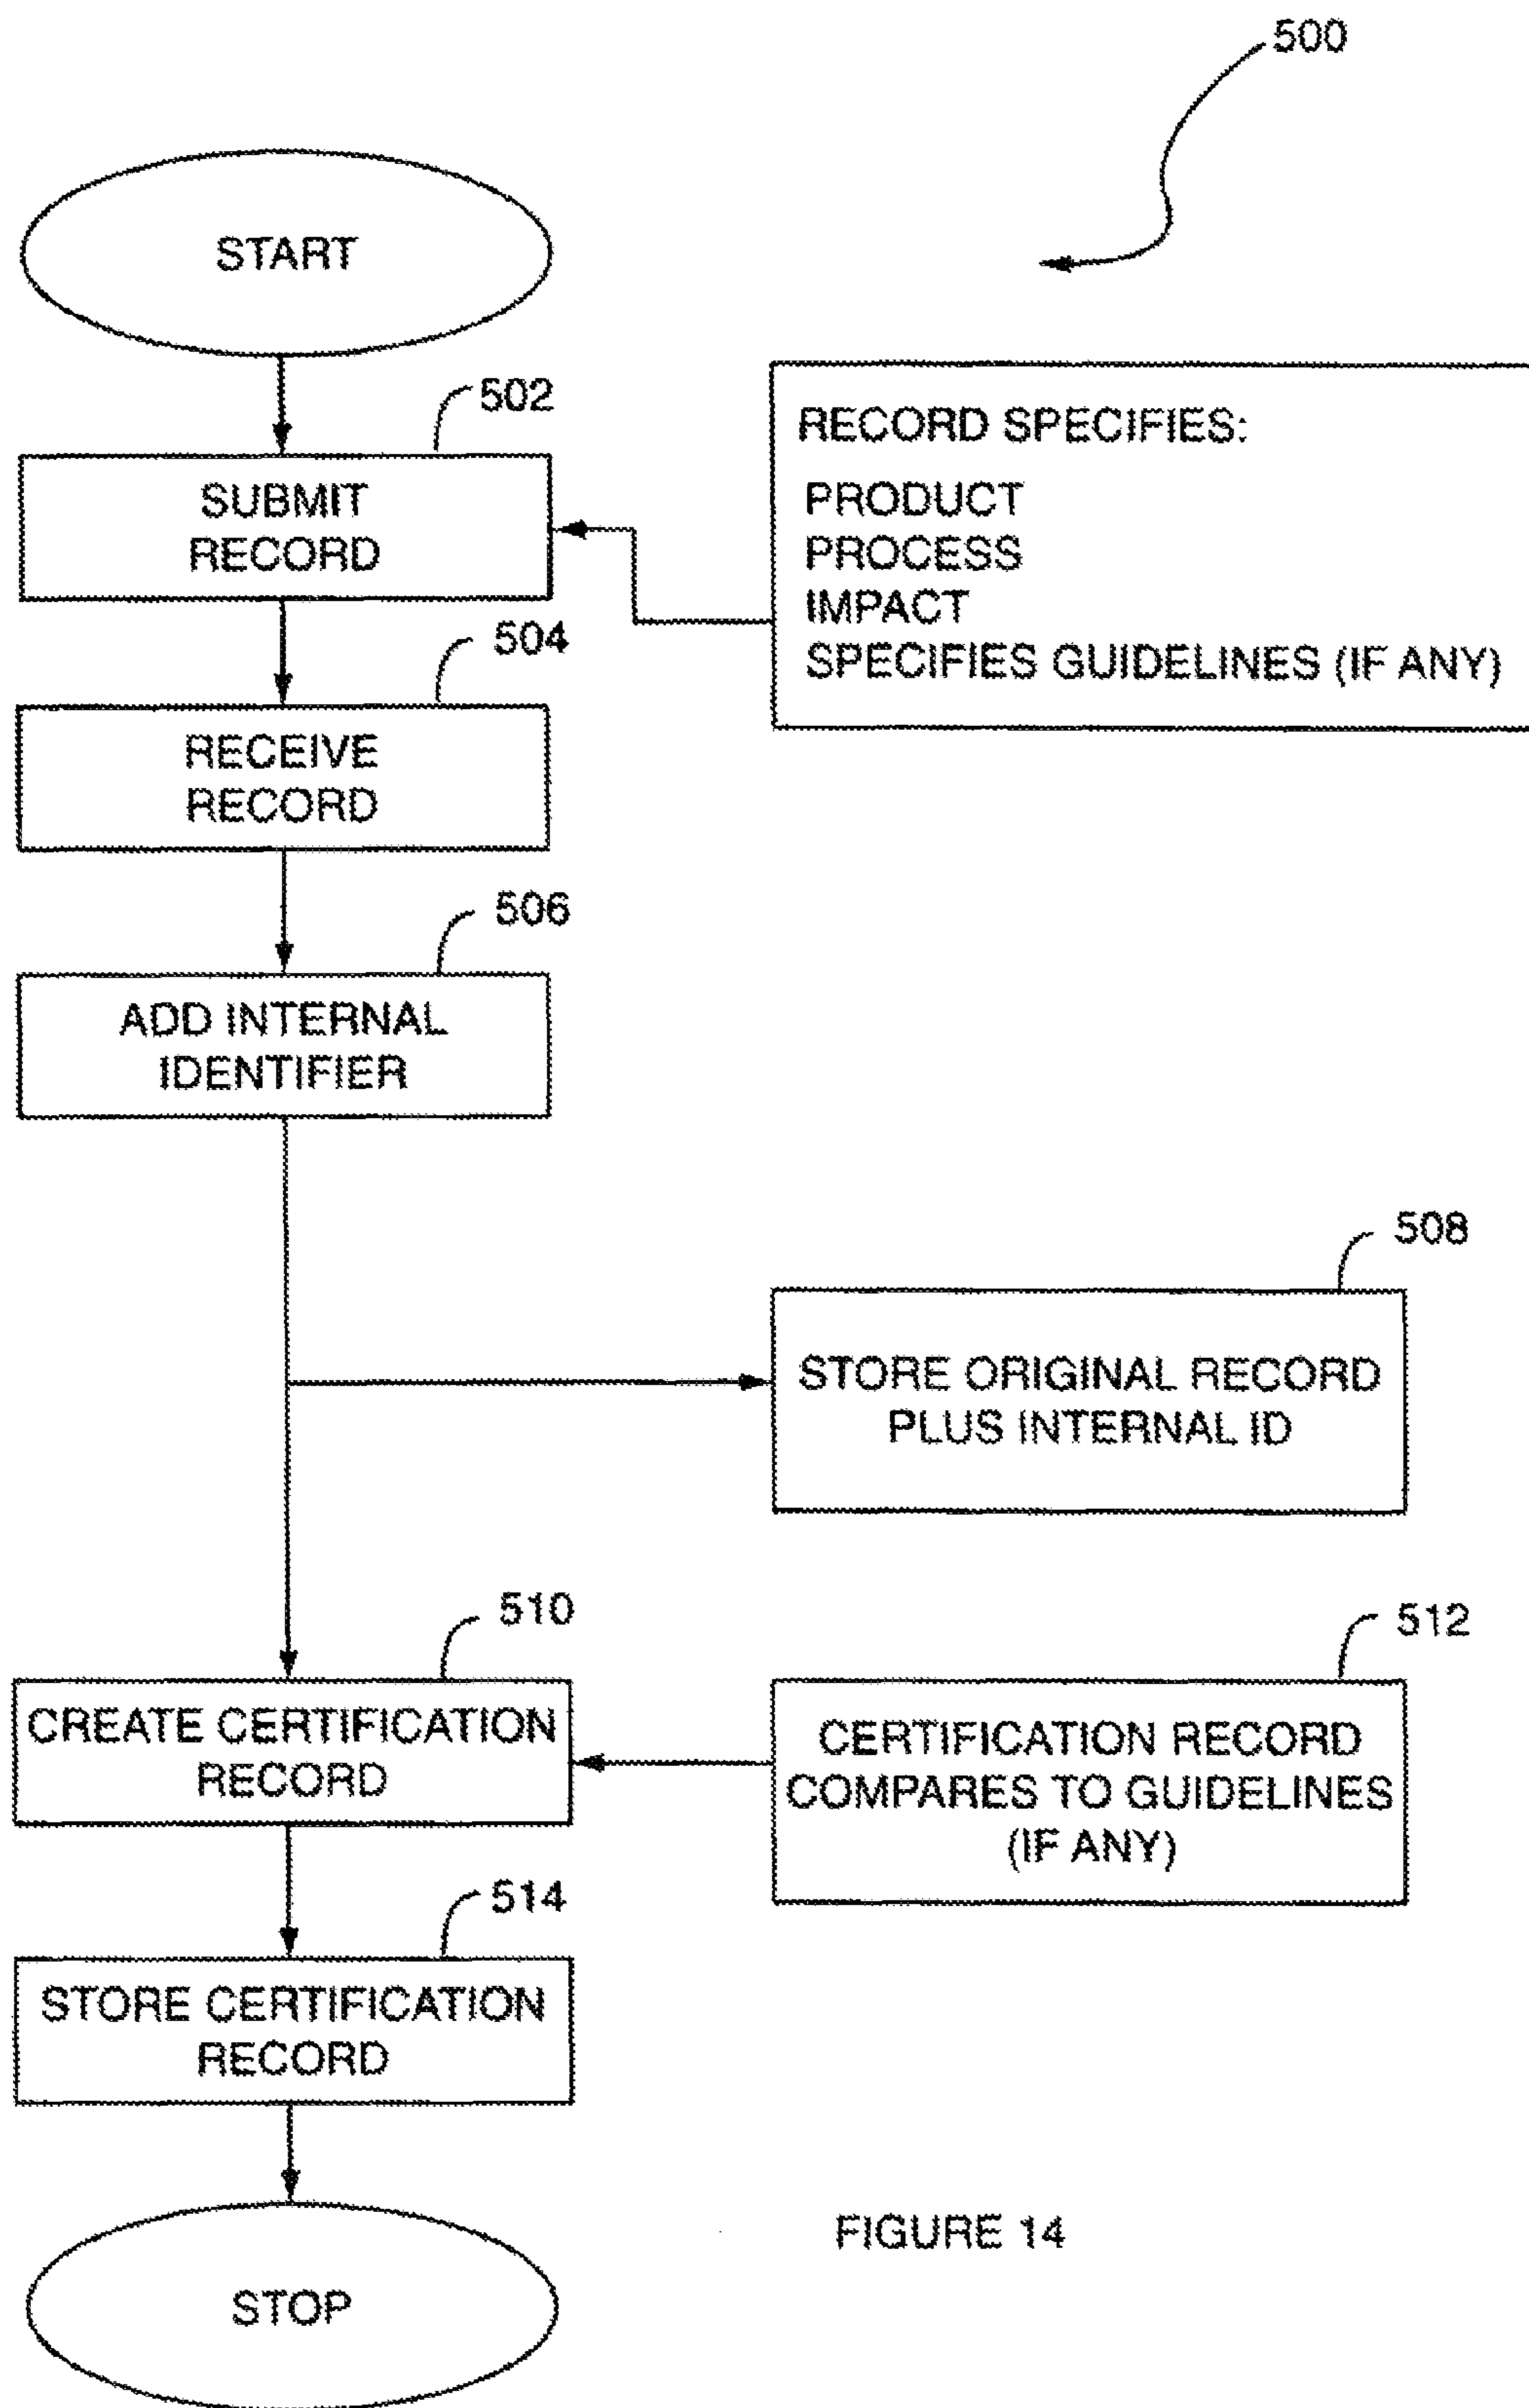 500
START
502
SUBMIT
RECORD
RECORD SPECIFIES:
PRODUCT
PROCESS
IMPACT
SPECIFIES GUIDELINES (IF ANY)
504
RECEIVE
RECORD
506
ADD INTERNAL
IDENTIFIER
508
STORE ORIGINAL RECORD
PLUS INTERNAL ID
510
CREATE CERTIFICATION
RECORD
512
CERTIFICATION RECORD
COMPARES TO GUIDELINES
(IF ANY)
514
STORE CERTIFICATION
RECORD
STOP
FIGURE 14